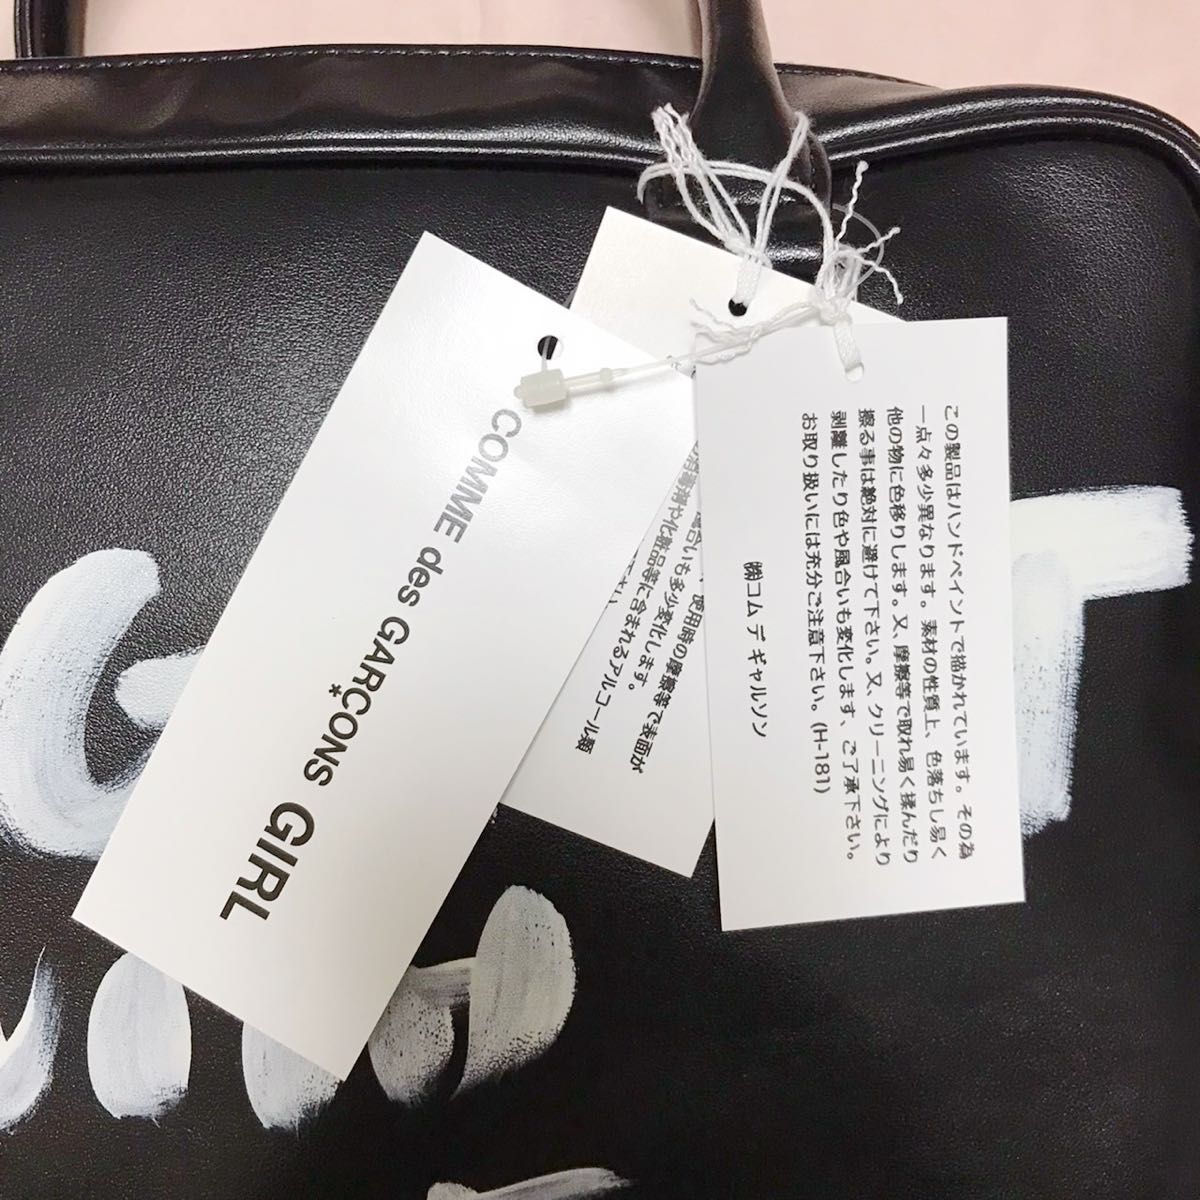 COMME des GARÇONS GIRL
*
この製品はハンドペイントで描かれています。その為
一点々多少異なります。素材の性質上、色落ちし易く
他の物に色移りします。又、摩擦等で取れ易く揉んだり
擦る事は絶対に避けて下さい。又、クリーニングにより
剥離したり色や風合いも変化します、ご了承下さい。
お取り扱いには充分ご注意下さい。(H-181)
㈱コム デ ギャルソン
使用時の摩擦等で表面が
合いも多少変化します。
や化粧品等に含まれるアルコール類